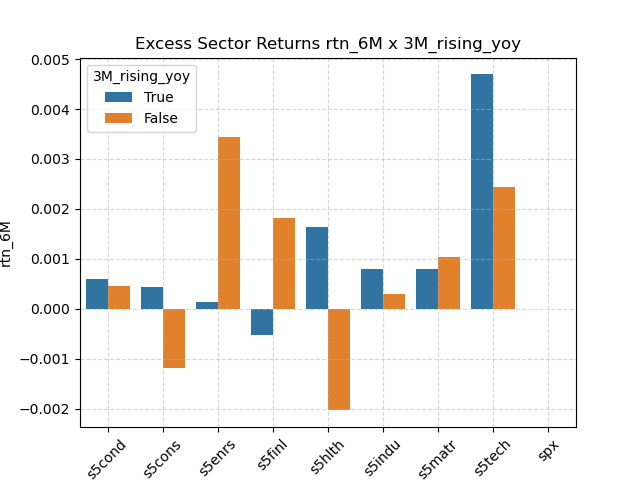 Excess Sector Returns rtn_6M x 3M_rising_yoy
3M_rising_yoy
True
False
rtn_6M
0.005
0.004
0.003
0.002
0.001
0.000
−0.001
−0.002
s5cond
s5cons
s5enrs
s5finl
s5hlth
s5indu
s5matr
s5tech
spx